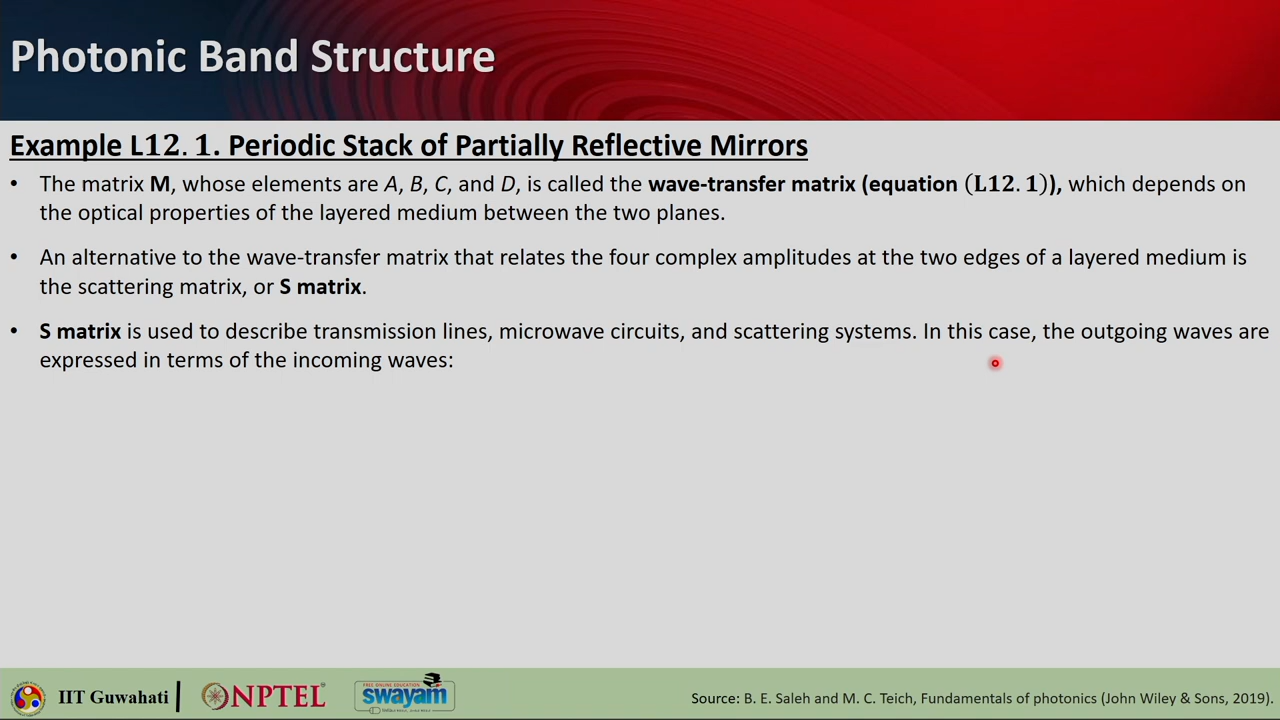 Photonic Band Structure
Example L12.1. Periodic Stack of Partially Reflective Mirrors
• The matrix M, whose elements are A, B, C, and D, is called the wave-transfer matrix (equation (L12.1)), which depends on
the optical properties of the layered medium between the two planes.
• An alternative to the wave-transfer matrix that relates the four complex amplitudes at the two edges of a layered medium is
the scattering matrix, or S matrix.
• S matrix is used to describe transmission lines, microwave circuits, and scattering systems. In this case, the outgoing waves are
expressed in terms of the incoming waves:
IIT Guwahati
NPTEL
FREE ONLINE EDUCATION
swayam
Source: B. E. Saleh and M. C. Teich, Fundamentals of photonics,(John Wiley & Sons, 2019).